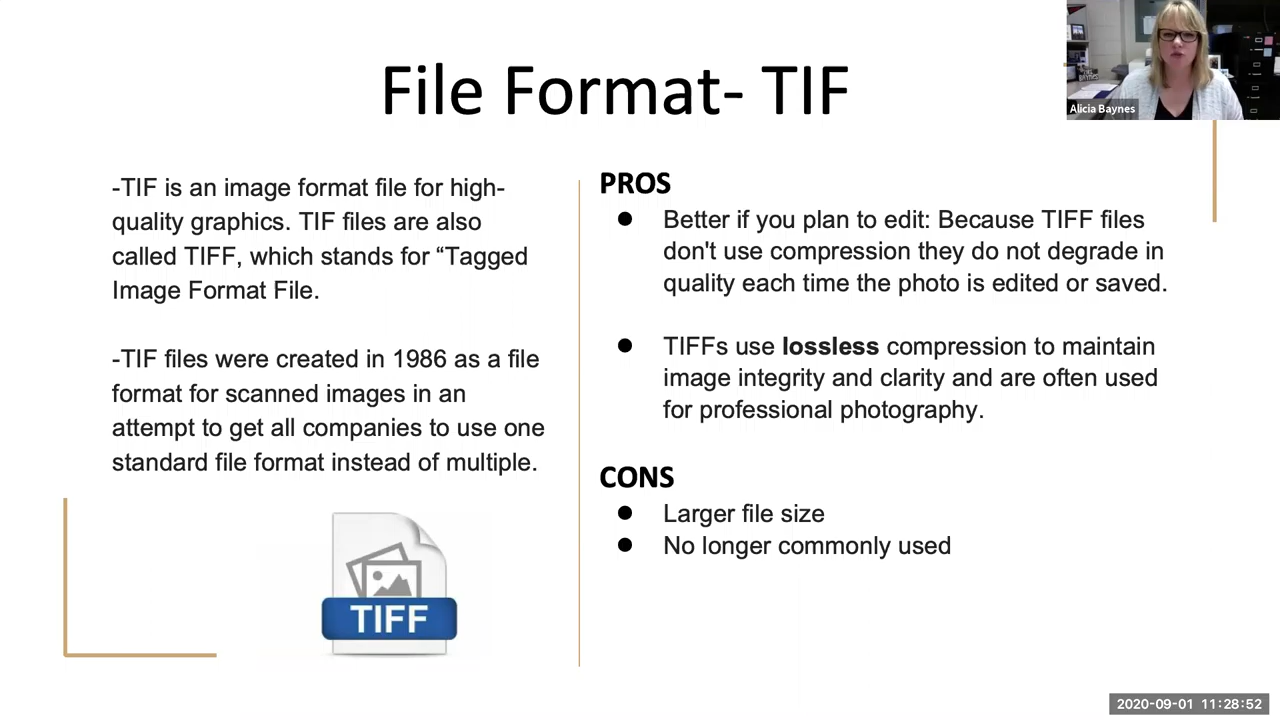 File Format- TIF
Alicia Baynes
-TIF is an image format file for high-
quality graphics. TIF files are also
called TIFF, which stands for “Tagged
Image Format File.
-TIF files were created in 1986 as a file
format for scanned images in an
attempt to get all companies to use one
standard file format instead of multiple.
TIFF
PROS
● Better if you plan to edit: Because TIFF files
don't use compression they do not degrade in
quality each time the photo is edited or saved.
● TIFFs use lossless compression to maintain
image integrity and clarity and are often used
for professional photography.
CONS
● Larger file size
● No longer commonly used
2020-09-01 11:28:52